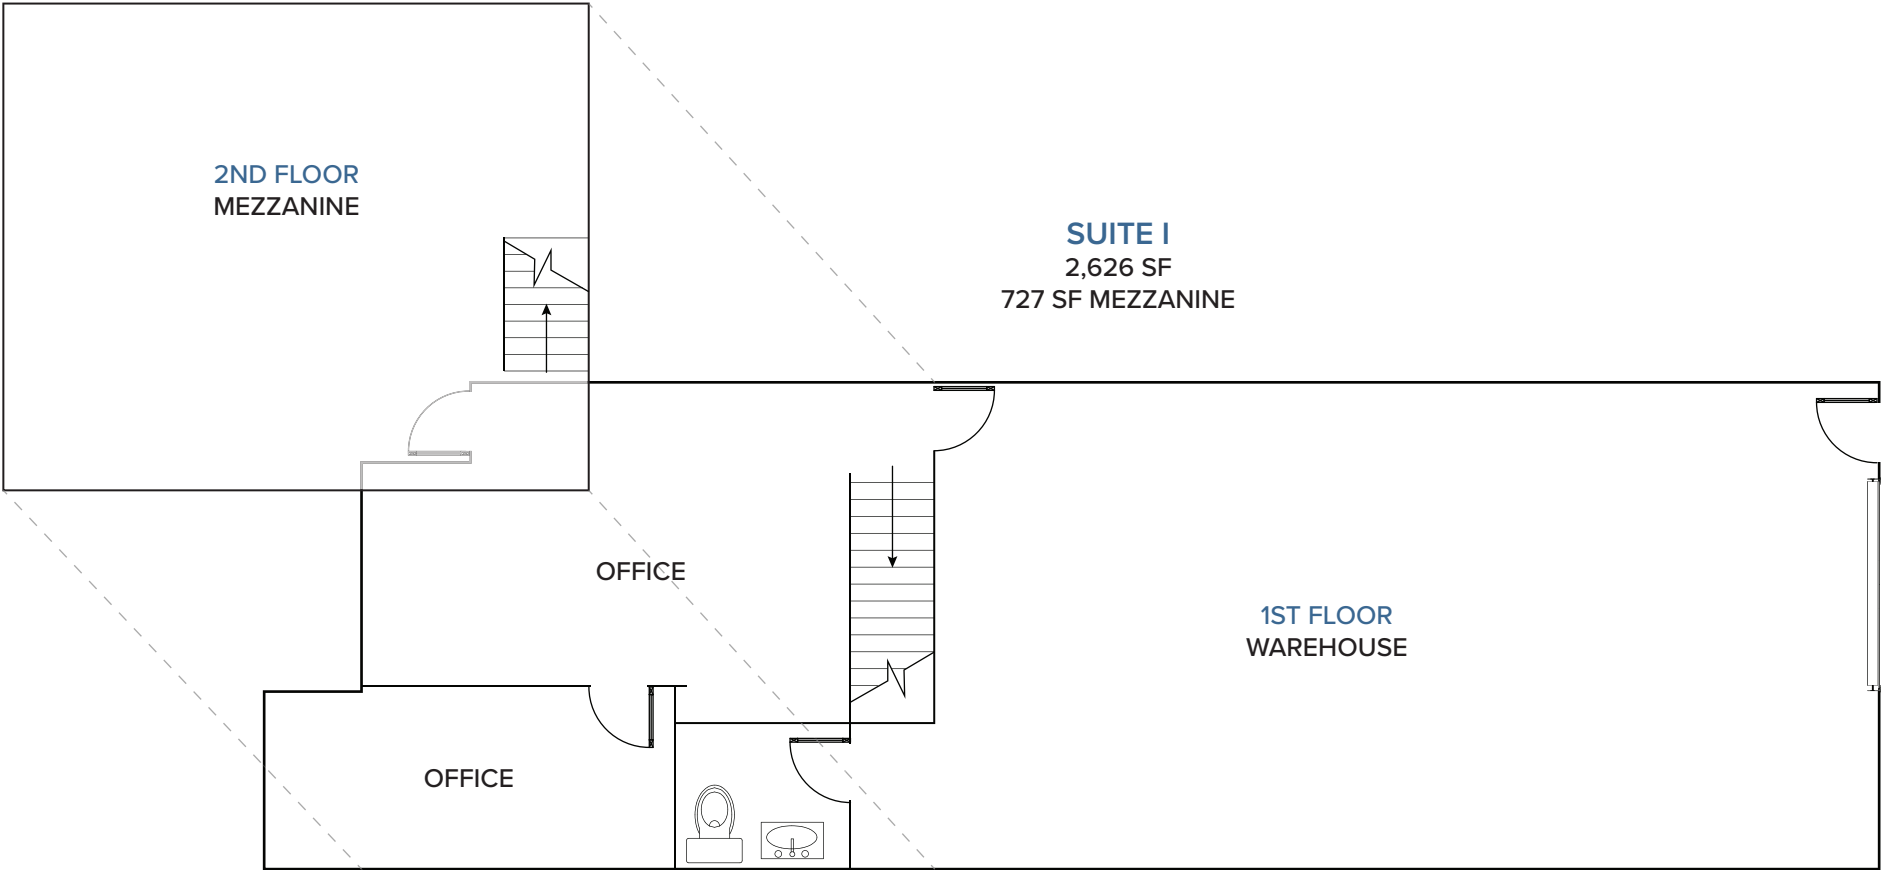 2ND FLOOR
MEZZANINE
SUITE I
2,626 SF
727 SF MEZZANINE
OFFICE
1ST FLOOR
WAREHOUSE
OFFICE